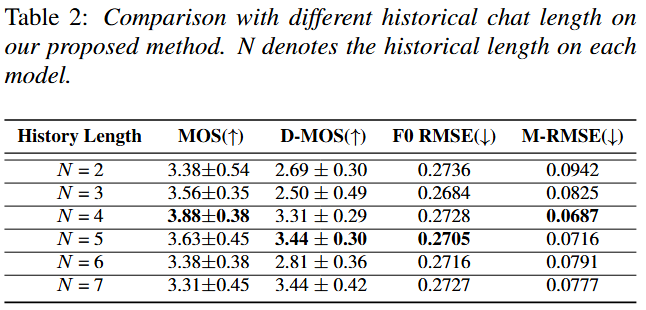 Table 2: Comparison with different historical chat length on
our proposed method. N denotes the historical length on each
model.
History Length MOS(↑) D-MOS(↑) F0 RMSE(↓) M-RMSE(↓)
N = 2 3.38±0.54 2.69 ± 0.30 0.2736 0.0942
N = 3 3.56±0.35 2.50 ± 0.49 0.2684 0.0825
N = 4 3.88±0.38 3.31 ± 0.29 0.2728 0.0687
N = 5 3.63±0.45 3.44 ± 0.30 0.2705 0.0716
N = 6 3.38±0.38 2.81 ± 0.36 0.2716 0.0791
N = 7 3.31±0.45 3.44 ± 0.42 0.2727 0.0777